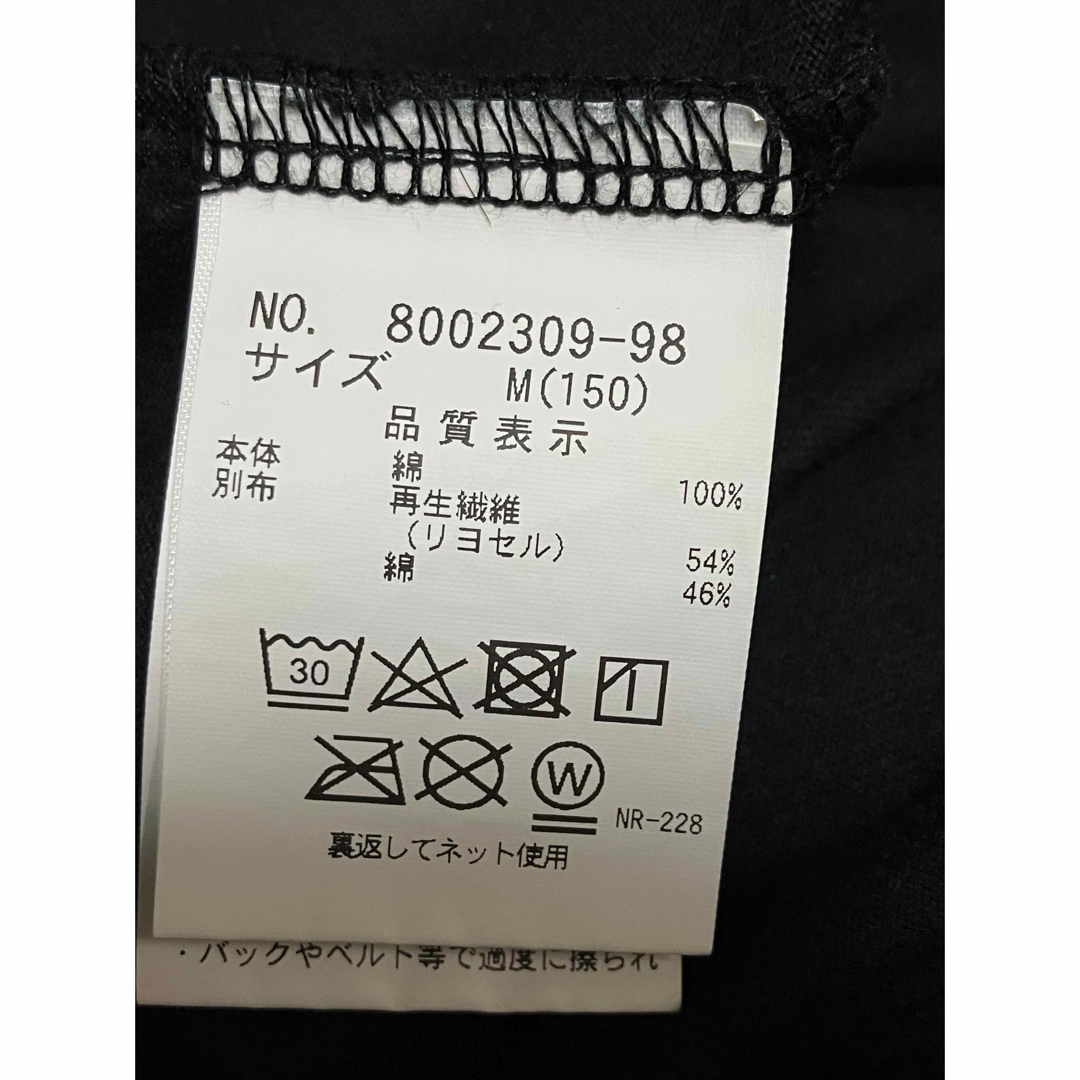 NO. 8002309-98
サイズ M(150)
品質表示
本体 綿 100%
別布 再生繊維
(リヨセル) 54%
綿 46%
30
W
NR-228
裏返してネット使用
・バックやベルト等で過度に擦られ